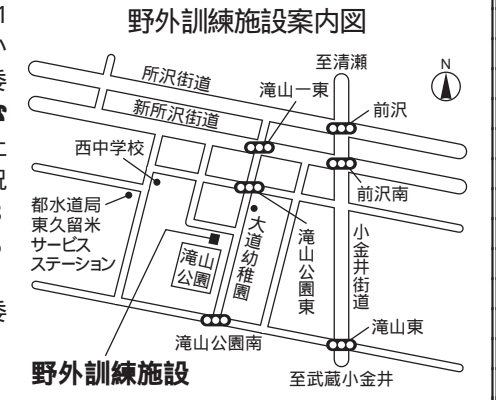 野外訓練施設案内図
至清瀬
N
所沢街道
滝山一東
前沢
新所沢街道
西中学校
前沢南
都水道局
東久留米
サービス
ステーション
大道幼稚園
滝山公園東
小金井街道
滝山
公園
滝山東
滝山公園南
野外訓練施設
至武蔵小金井